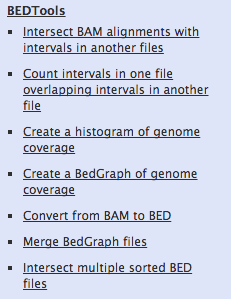 BEDTools
Intersect BAM alignments with
intervals in another files
Count intervals in one file
overlapping intervals in another
file
Create a histogram of genome
coverage
Create a BedGraph of genome
coverage
Convert from BAM to BED
Merge BedGraph files
Intersect multiple sorted BED
files